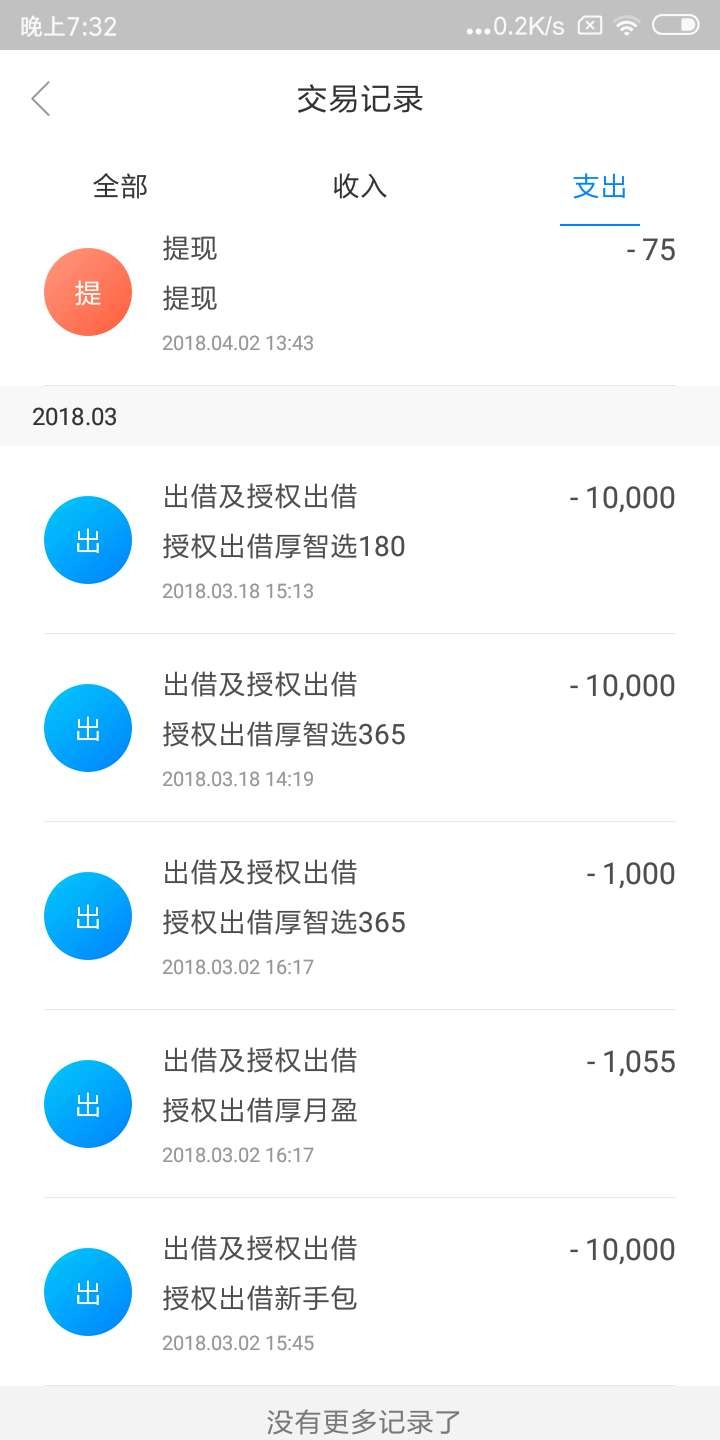 晚上7:32
...0.2K/s
交易记录
全部 收入 支出
提现 - 75
提
提现
2018.04.02 13:43
2018.03
出借及授权出借 - 10,000
出
授权出借厚智选180
2018.03.18 15:13
出借及授权出借 - 10,000
出
授权出借厚智选365
2018.03.18 14:19
出借及授权出借 - 1,000
出
授权出借厚智选365
2018.03.02 16:17
出借及授权出借 - 1,055
出
授权出借厚月盈
2018.03.02 16:17
出借及授权出借 - 10,000
出
授权出借新手包
2018.03.02 15:45
没有更多记录了